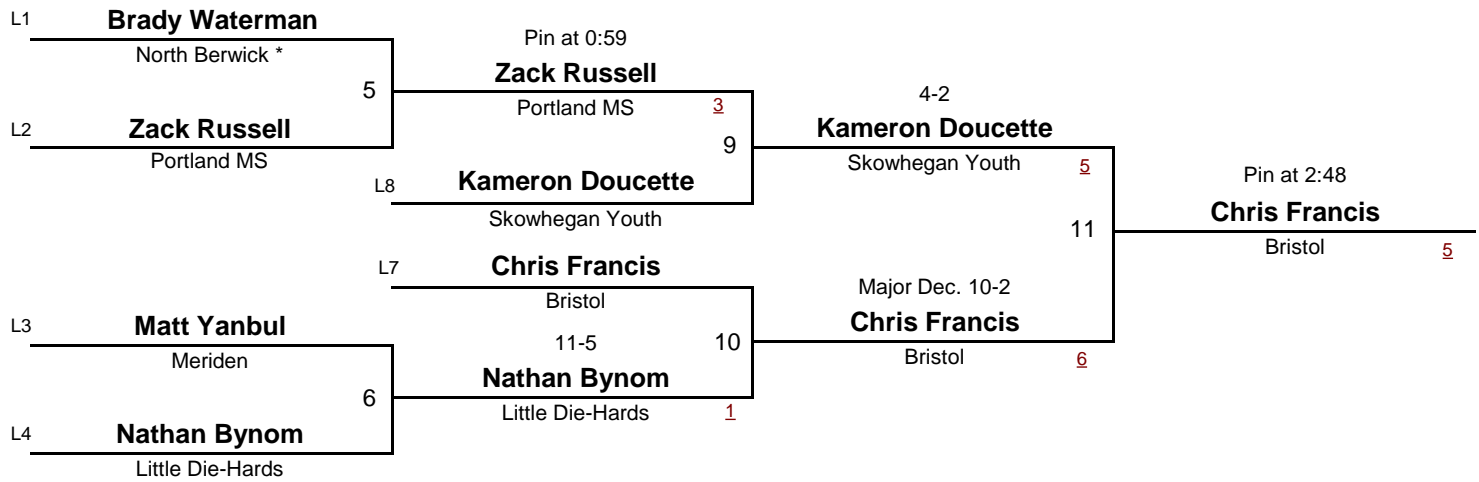 L1 Brady Waterman
North Berwick *
5
L2 Zack Russell
Portland MS
Pin at 0:59
Zack Russell
Portland MS 3
9
L8 Kameron Doucette
Skowhegan Youth
4-2
Kameron Doucette
Skowhegan Youth 5
11
Pin at 2:48
Chris Francis
Bristol 5
L7 Chris Francis
Bristol
10
Major Dec. 10-2
Chris Francis
Bristol 6
L3 Matt Yanbul
Meriden
6
L4 Nathan Bynom
Little Die-Hards
11-5
Nathan Bynom
Little Die-Hards 1